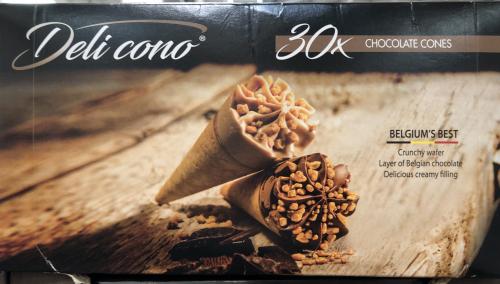 Deli cono®
30x CHOCOLATE CONES
BELGIUM'S BEST
Crunchy wafer
Layer of Belgian chocolate
Delicious creamy filling